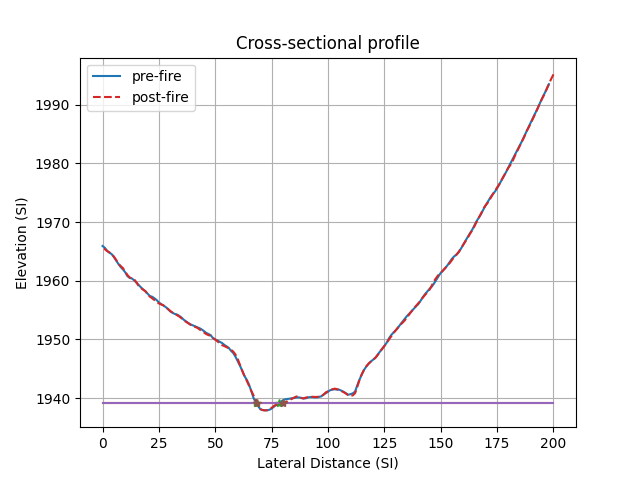 Cross-sectional profile
pre-fire
post-fire
1990
1980
1970
1960
1950
1940
Elevation (SI)
0 25 50 75 100 125 150 175 200
Lateral Distance (SI)